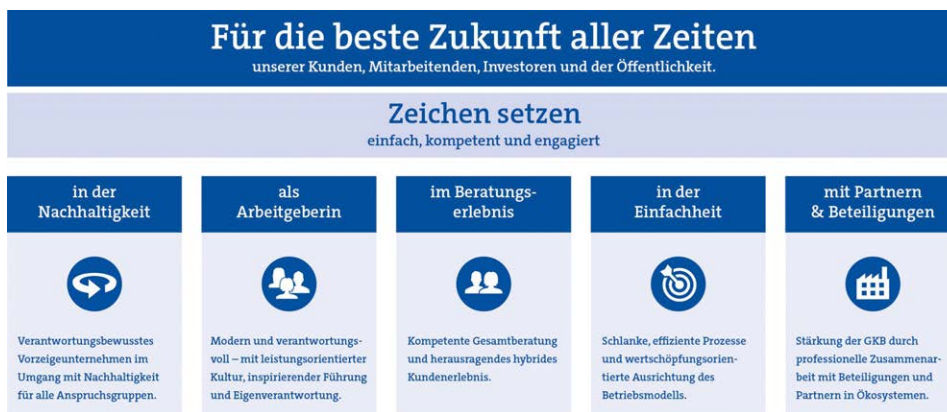 Für die beste Zukunft aller Zeiten
unserer Kunden, Mitarbeitenden, Investoren und der Öffentlichkeit.
Zeichen setzen
einfach, kompetent und engagiert
in der
Nachhaltigkeit
Verantwortungsbewusstes
Vorzeigeunternehmen im
Umgang mit Nachhaltigkeit
für alle Anspruchsgruppen.
als
Arbeitgeberin
Modern und verantwortungs-
voll – mit leistungsorientierter
Kultur, inspirierender Führung
und Eigenverantwortung.
im Beratungs-
erlebnis
Kompetente Gesamtberatung
und herausragendes hybrides
Kundenerlebnis.
in der
Einfachheit
Schlanke, effiziente Prozesse
und wertschöpfungsorien-
tierte Ausrichtung des
Betriebsmodells.
mit Partnern
& Beteiligungen
Stärkung der GKB durch
professionelle Zusammenar-
beit mit Beteiligungen und
Partnern in Ökosystemen.